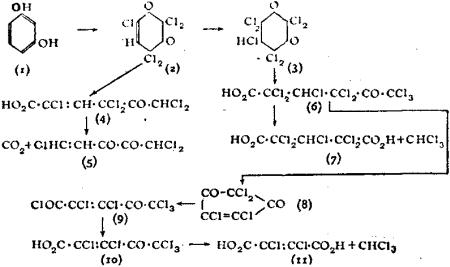 OH
OH
(1)
O
Cl
Cl₂
H
O
Cl₂
(2)
O
Cl₂
Cl₂
HCl
O
Cl₂
(3)
HO₂C·CCl:CH·CCl₂·CO·CHCl₂
(4)
CO₂+ClHC:CH·CO·CO·CHCl₂
(5)
HO₂C·CCl₂·CHCl·CCl₂·CO·CCl₃
(6)
HO₂C·CCl₂CHCl·CCl₂CO₂H+CHCl₃
(7)
CO-CCl₂
CO
CCl=CCl
(8)
ClOC·CCl:CCl·CO·CCl₃
(9)
HO₂C·CCl:CCl·CO·CCl₃
(10)
HO₂C·CCl:CCl·CO₂H+CHCl₃
(11)